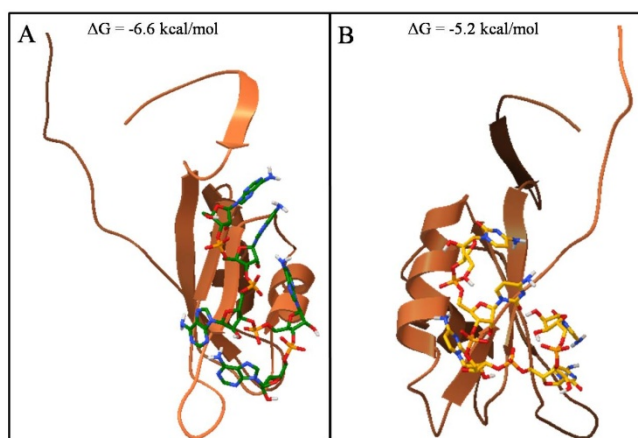 A ΔG = -6.6 kcal/mol
B ΔG = -5.2 kcal/mol